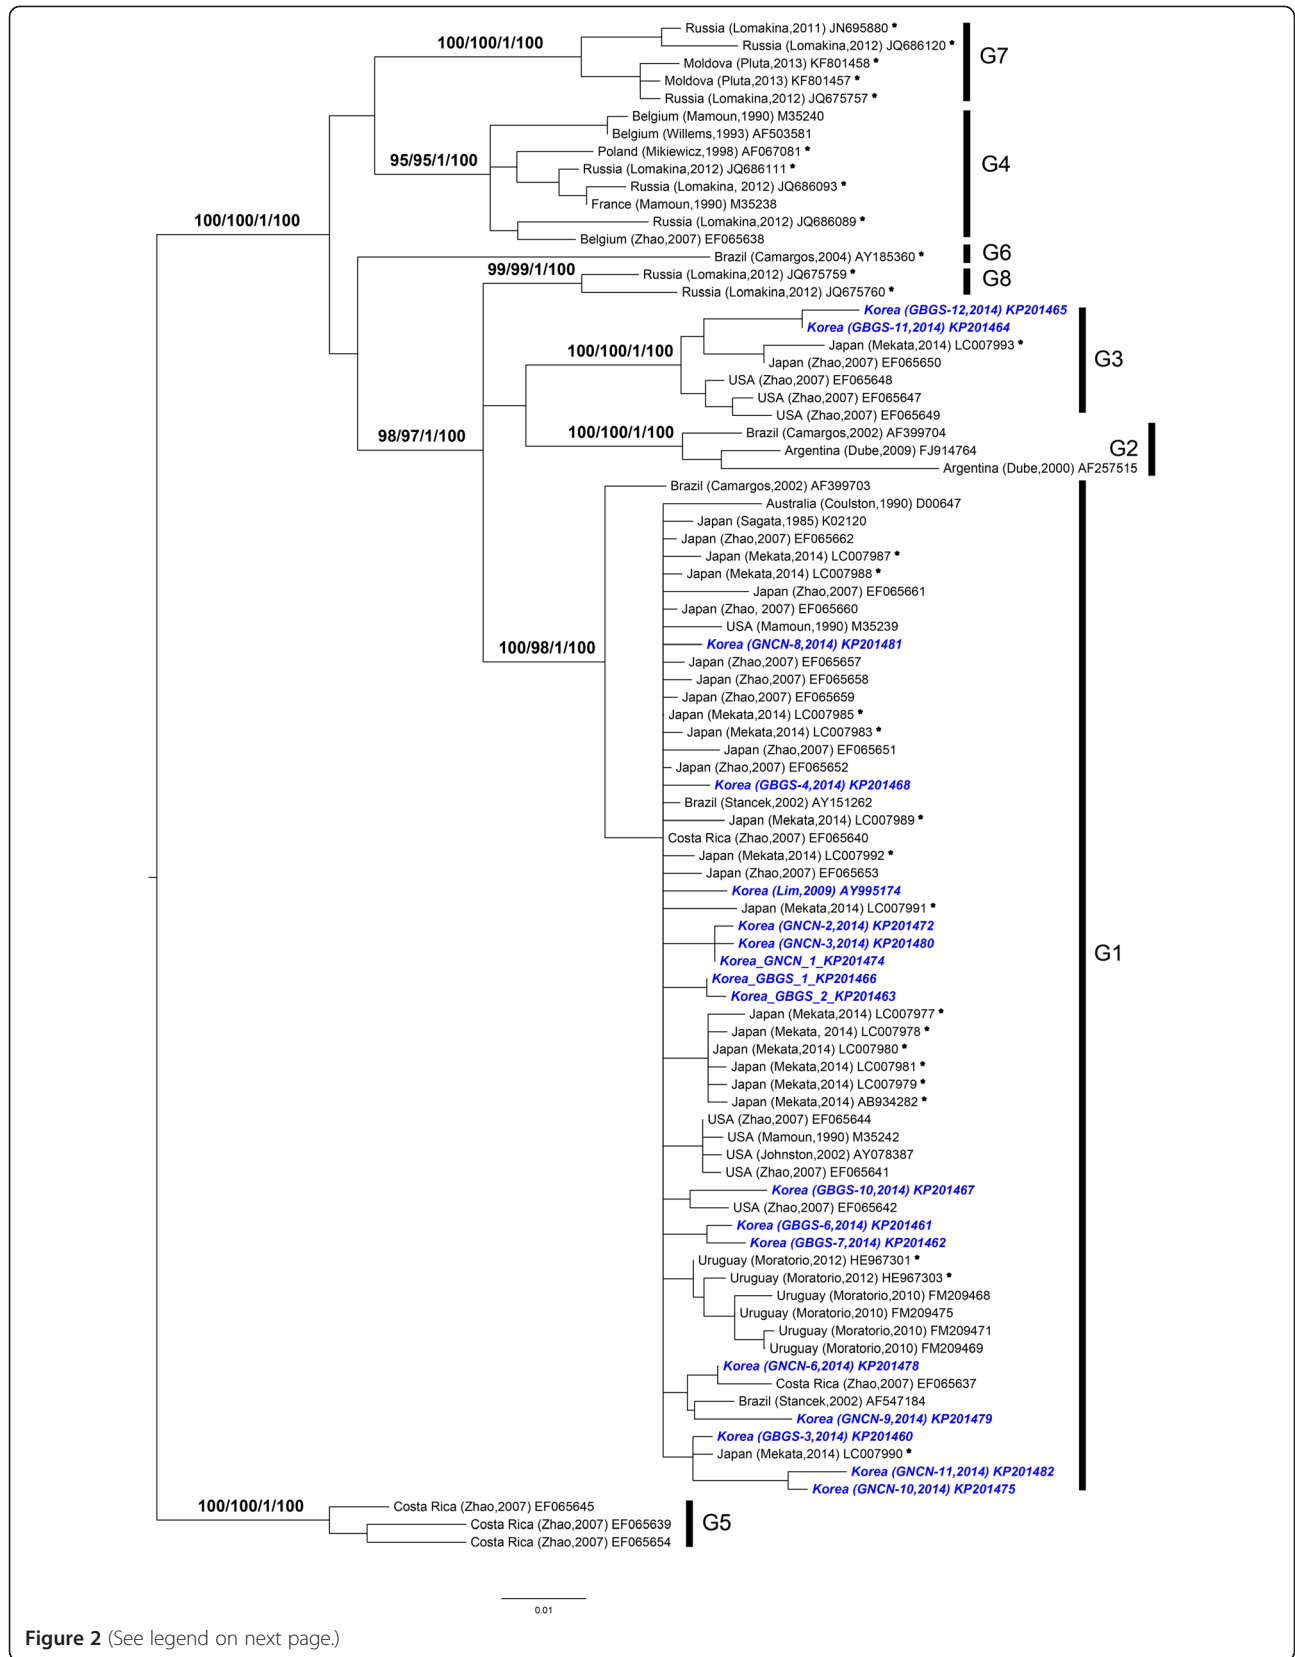 Russia (Lomakina,2011) JN695880 *
100/100/1/100
Russia (Lomakina,2012) JQ686120 *
G7
Moldova (Pluta,2013) KF801458 *
Moldova (Pluta,2013) KF801457 *
Russia (Lomakina,2012) JQ675757 *
Belgium (Mamoun,1990) M35240
Belgium (Willems,1993) AF503581
Poland (Mikiewicz,1998) AF067081 *
95/95/1/100
G4
Russia (Lomakina,2012) JQ686111 *
Russia (Lomakina, 2012) JQ686093 *
France (Mamoun,1990) M35238
100/100/1/100
Russia (Lomakina,2012) JQ686089 *
Belgium (Zhao,2007) EF065638
Brazil (Camargos,2004) AY185360 *
G6
99/99/1/100
Russia (Lomakina,2012) JQ675759 *
G8
Russia (Lomakina,2012) JQ675760 *
Korea (GBGS-12,2014) KP201465
Korea (GBGS-11,2014) KP201464
100/100/1/100
Japan (Mekata,2014) LC007993 *
G3
Japan (Zhao,2007) EF065650
USA (Zhao,2007) EF065648
USA (Zhao,2007) EF065647
USA (Zhao,2007) EF065649
98/97/1/100
100/100/1/100
Brazil (Camargos,2002) AF399704
G2
Argentina (Dube,2009) FJ914764
Argentina (Dube,2000) AF257515
Brazil (Camargos,2002) AF399703
Australia (Coulston,1990) D00647
Japan (Sagata,1985) K02120
Japan (Zhao,2007) EF065662
Japan (Mekata,2014) LC007987 *
Japan (Mekata,2014) LC007988 *
Japan (Zhao,2007) EF065661
Japan (Zhao, 2007) EF065660
USA (Mamoun,1990) M35239
100/98/1/100
Korea (GNCN-8,2014) KP201481
Japan (Zhao,2007) EF065657
Japan (Zhao,2007) EF065658
Japan (Zhao,2007) EF065659
Japan (Mekata,2014) LC007985 *
Japan (Mekata,2014) LC007983 *
Japan (Zhao,2007) EF065651
Japan (Zhao,2007) EF065652
Korea (GBGS-4,2014) KP201468
Brazil (Stancek,2002) AY151262
Japan (Mekata,2014) LC007989 *
Costa Rica (Zhao,2007) EF065640
Japan (Mekata,2014) LC007992 *
Japan (Zhao,2007) EF065653
Korea (Lim,2009) AY995174
Japan (Mekata,2014) LC007991 *
Korea (GNCN-2,2014) KP201472
Korea (GNCN-3,2014) KP201480
G1
Korea_GNCN_1_KP201474
Korea_GBGS_1_KP201466
Korea_GBGS_2_KP201463
Japan (Mekata,2014) LC007977 *
Japan (Mekata, 2014) LC007978 *
Japan (Mekata,2014) LC007980 *
Japan (Mekata,2014) LC007981 *
Japan (Mekata,2014) LC007979 *
Japan (Mekata,2014) AB934282 *
USA (Zhao,2007) EF065644
USA (Mamoun,1990) M35242
USA (Johnston,2002) AY078387
USA (Zhao,2007) EF065641
Korea (GBGS-10,2014) KP201467
USA (Zhao,2007) EF065642
Korea (GBGS-6,2014) KP201461
Korea (GBGS-7,2014) KP201462
Uruguay (Moratorio,2012) HE967301 *
Uruguay (Moratorio,2012) HE967303 *
Uruguay (Moratorio,2010) FM209468
Uruguay (Moratorio,2010) FM209475
Uruguay (Moratorio,2010) FM209471
Uruguay (Moratorio,2010) FM209469
Korea (GNCN-6,2014) KP201478
Costa Rica (Zhao,2007) EF065637
Brazil (Stancek,2002) AF547184
Korea (GNCN-9,2014) KP201479
Korea (GBGS-3,2014) KP201460
Japan (Mekata,2014) LC007990 *
Korea (GNCN-11,2014) KP201482
Korea (GNCN-10,2014) KP201475
100/100/1/100
Costa Rica (Zhao,2007) EF065645
Costa Rica (Zhao,2007) EF065639
G5
Costa Rica (Zhao,2007) EF065654
0.01
Figure 2 (See legend on next page.)